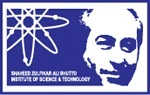 SHAHEED ZULFIKAR ALI BHUTTO
INSTITUTE OF SCIENCE & TECHNOLOGY